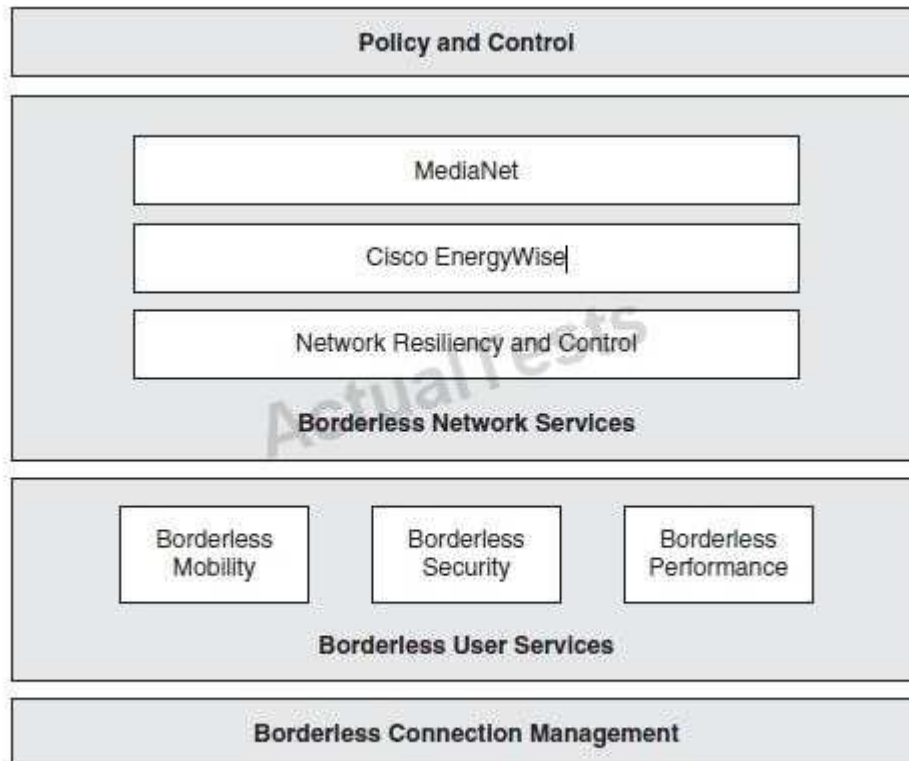 Policy and Control
MediaNet
Cisco EnergyWise
Network Resiliency and Control
ActualTests
Borderless Network Services
Borderless
Mobility
Borderless
Security
Borderless
Performance
Borderless User Services
Borderless Connection Management